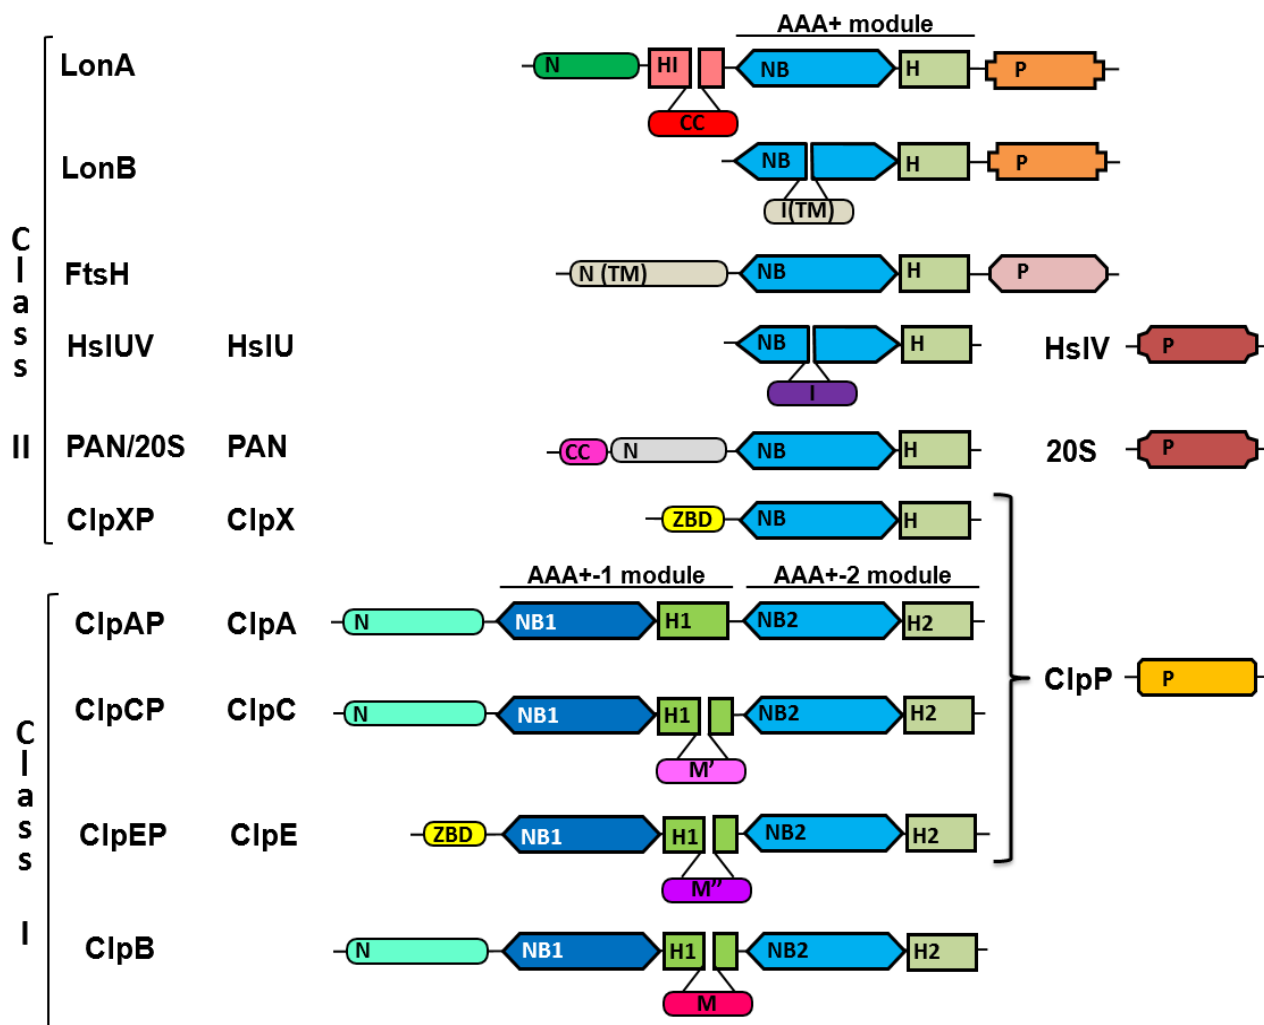 AAA+ module
LonA N HI NB H P
CC
LonB NB H P
I(TM)
FtsH N (TM) NB H P
HslUV HslU NB H HslV P
I
PAN/20S PAN CC N NB H 20S P
ClpXP ClpX ZBD NB H
Class II
AAA+-1 module AAA+-2 module
ClpAP ClpA N NB1 H1 NB2 H2
ClpP P
ClpCP ClpC N NB1 H1 NB2 H2
M’
ClpEP ClpE ZBD NB1 H1 NB2 H2
M”
ClpB N NB1 H1 NB2 H2
M
Class I